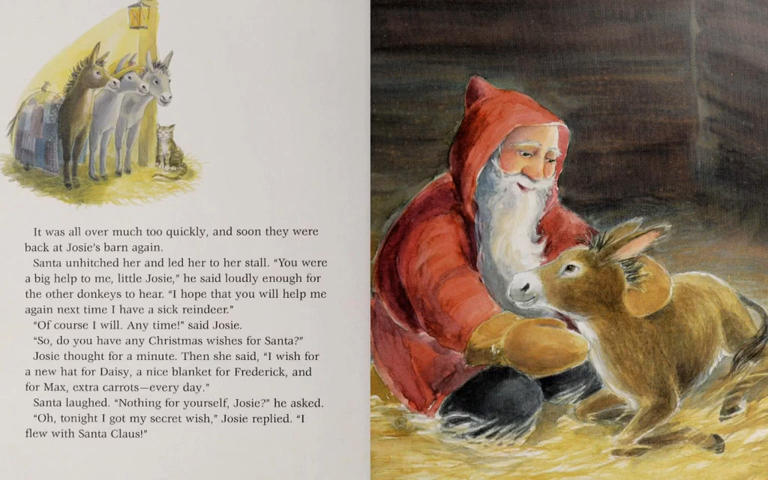 It was all over much too quickly, and soon they were
back at Josie's barn again.
Santa unhitched her and led her to her stall. "You were
a big help to me, little Josie," he said loudly enough for
the other donkeys to hear. "I hope that you will help me
again next time I have a sick reindeer."
"Of course I will. Any time!" said Josie.
"So, do you have any Christmas wishes for Santa?"
Josie thought for a minute. Then she said, "I wish for
a new hat for Daisy, a nice blanket for Frederick, and
for Max, extra carrots—every day."
Santa laughed. "Nothing for yourself, Josie?" he asked.
"Oh, tonight I got my secret wish," Josie replied. "I
flew with Santa Claus!"